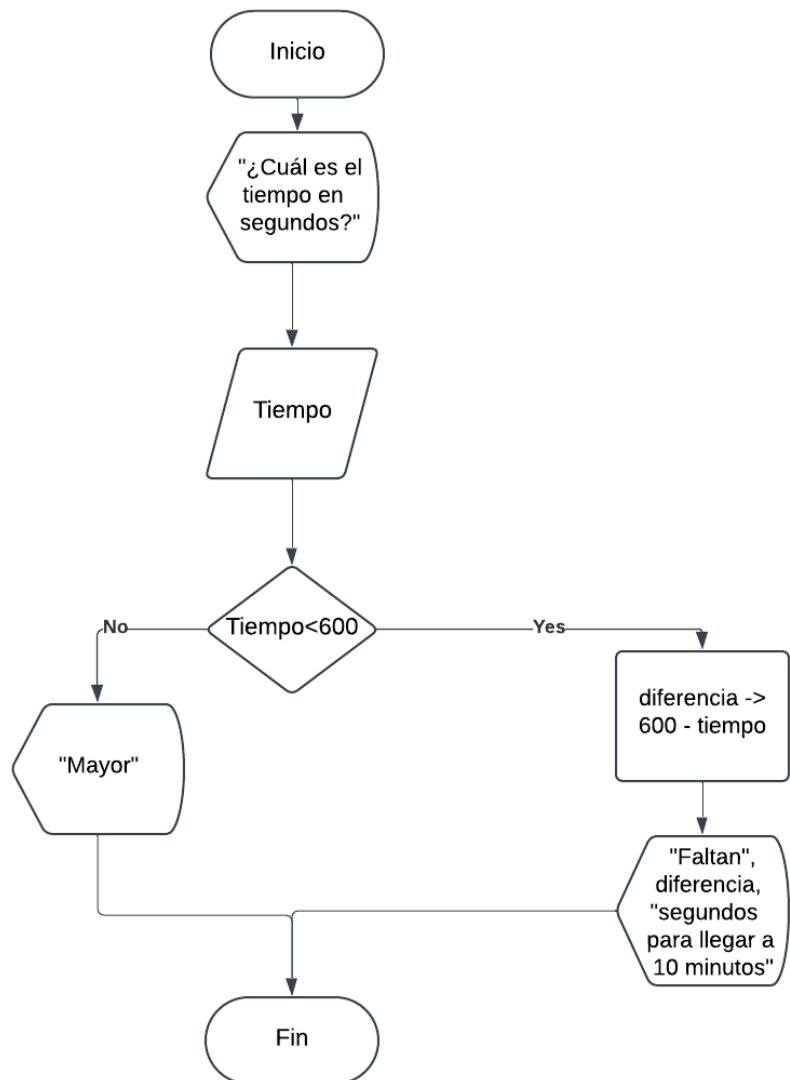 Inicio
"¿Cuál es el
tiempo en
segundos?"
Tiempo
Tiempo<600
No
Yes
"Mayor"
diferencia ->
600 - tiempo
"Faltan",
diferencia,
"segundos
para llegar a
10 minutos"
Fin